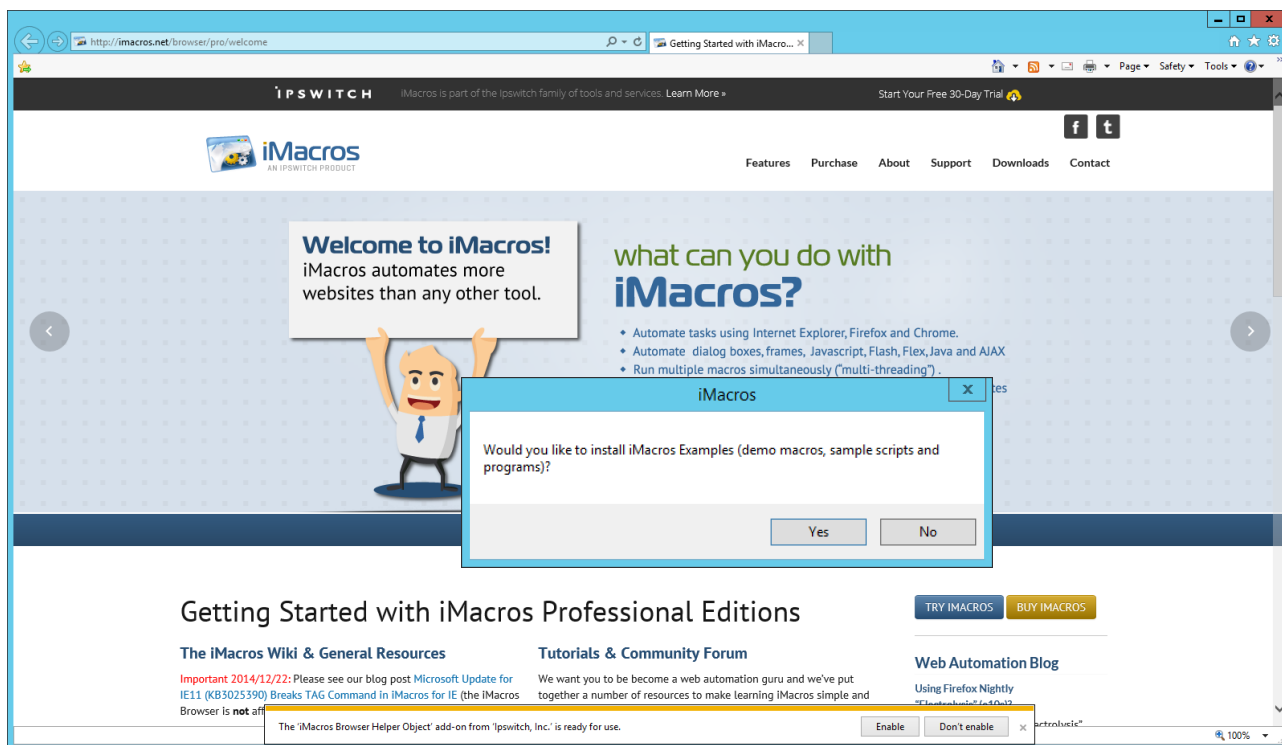 http://imacros.net/browser/pro/welcome
Getting Started with iMacro...
Page
Safety
Tools
IPSWITCH
iMacros is part of the Ipswitch family of tools and services. Learn More »
Start Your Free 30-Day Trial
f t
iMacros
AN IPSWITCH PRODUCT
Features Purchase About Support Downloads Contact
Welcome to iMacros!
iMacros automates more
websites than any other tool.
what can you do with
iMacros?
Automate tasks using Internet Explorer, Firefox and Chrome.
Automate dialog boxes, frames, Javascript, Flash, Flex, Java and AJAX
Run multiple macros simultaneously ("multi-threading") .
iMacros
Would you like to install iMacros Examples (demo macros, sample scripts and
programs)?
Yes No
Getting Started with iMacros Professional Editions
TRY IMACROS BUY IMACROS
The iMacros Wiki & General Resources
Important 2014/12/22: Please see our blog post Microsoft Update for
IE11 (KB3025390) Breaks TAG Command in iMacros for IE (the iMacros
Browser is not aff
Tutorials & Community Forum
We want you to be become a web automation guru and we've put
together a number of resources to make learning iMacros simple and
Web Automation Blog
Using Firefox Nightly
The 'iMacros Browser Helper Object' add-on from 'Ipswitch, Inc.' is ready for use.
Enable Don't enable
100%